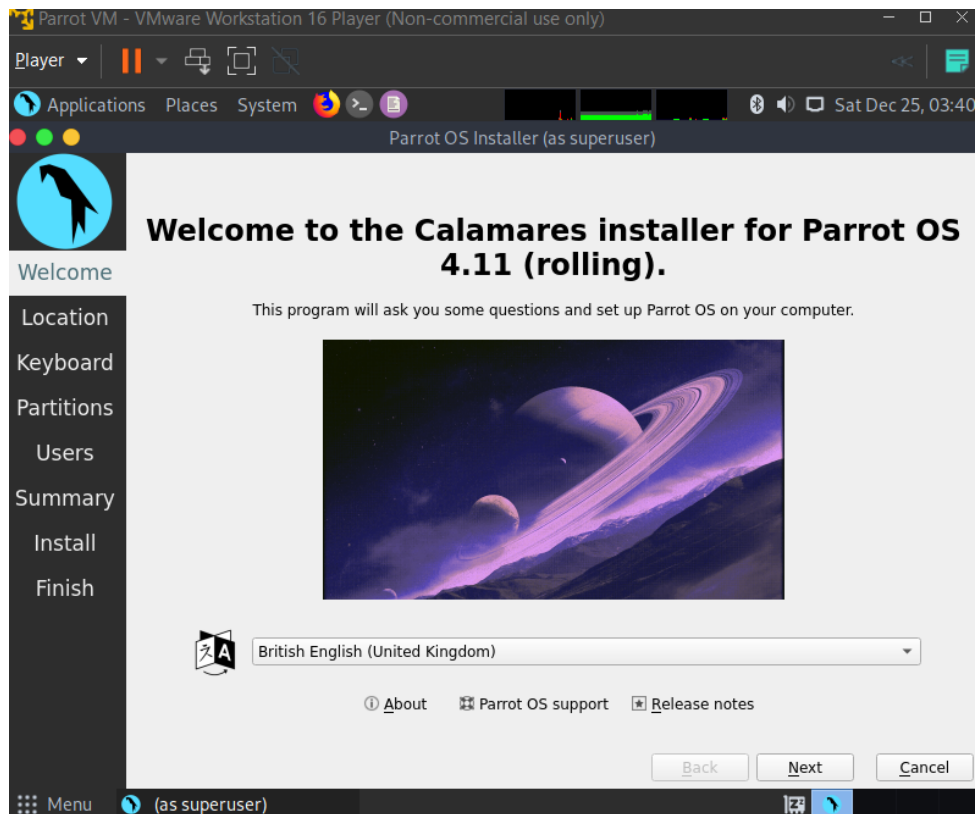 Parrot VM - VMware Workstation 16 Player (Non-commercial use only)
Player
Applications Places System Sat Dec 25, 03:40
Parrot OS Installer (as superuser)
Welcome to the Calamares installer for Parrot OS
4.11 (rolling).
This program will ask you some questions and set up Parrot OS on your computer.
Welcome
Location
Keyboard
Partitions
Users
Summary
Install
Finish
British English (United Kingdom)
About Parrot OS support Release notes
Back Next Cancel
Menu (as superuser)